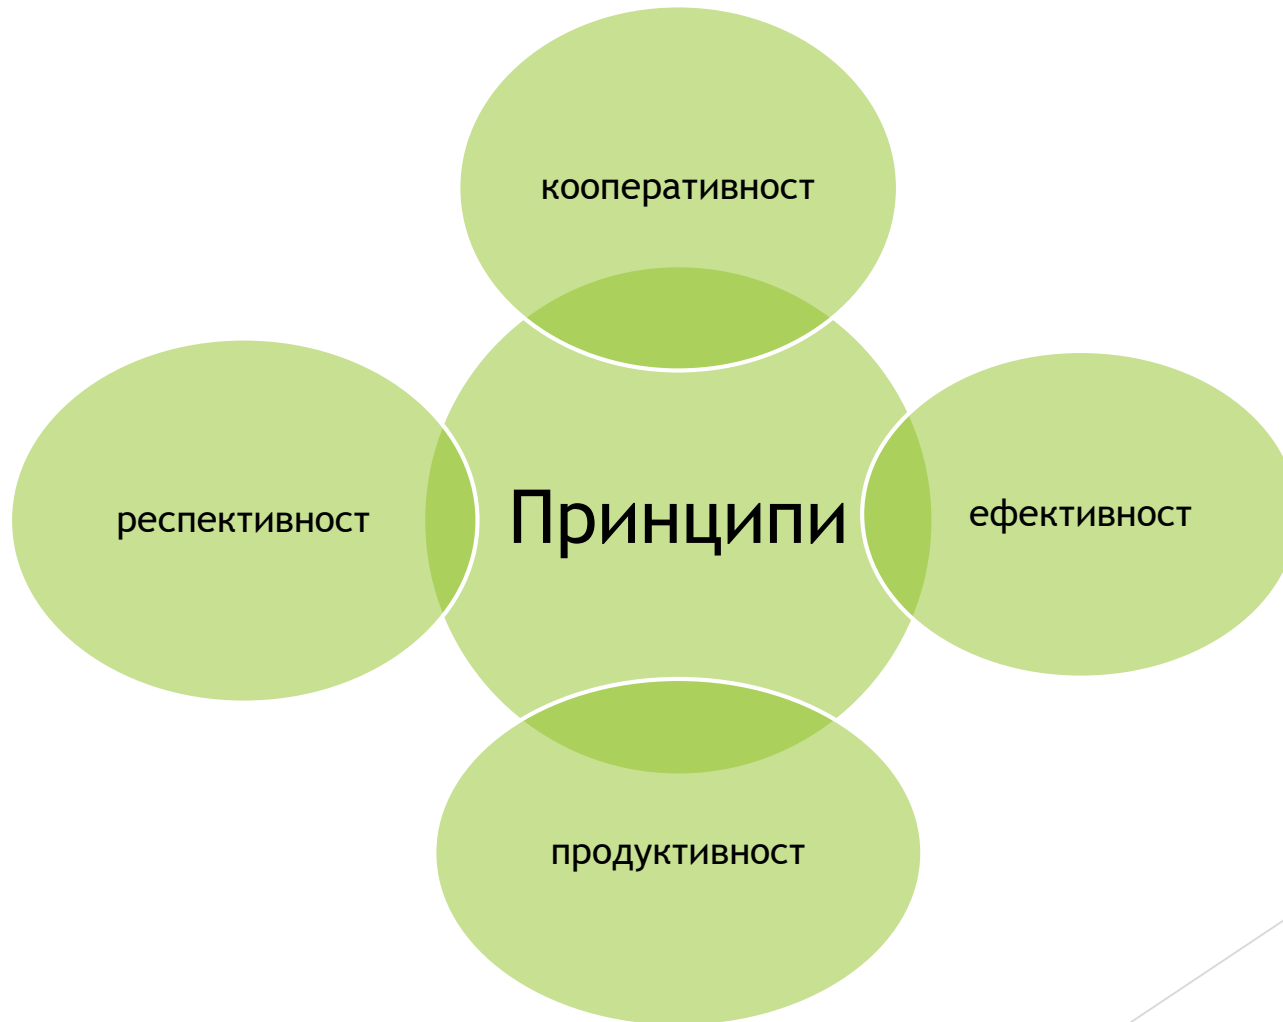 кооперативност
респективност
Принципи
ефективност
продуктивност